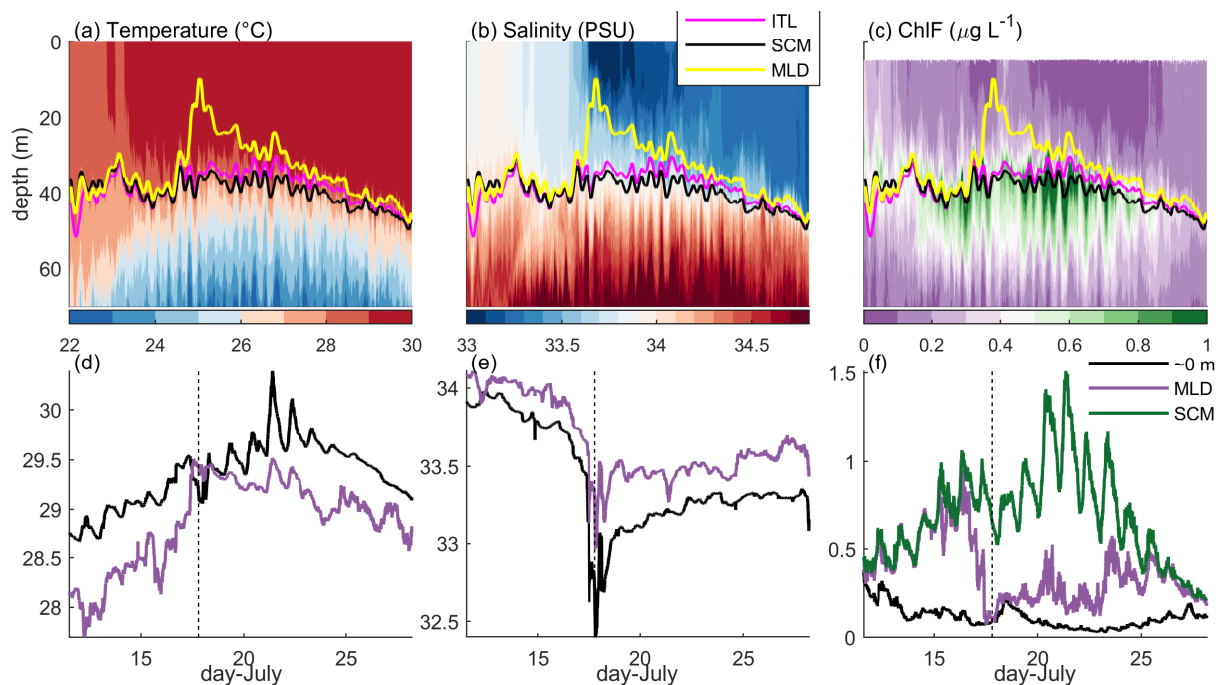 (a) Temperature (°C)
(b) Salinity (PSU)
(c) ChlF (μg L⁻¹)
ITL
SCM
MLD
depth (m)
0
20
40
60
22 24 26 28 30
33 33.5 34 34.5
0 0.2 0.4 0.6 0.8 1
(d)
(e)
(f)
~0 m
MLD
SCM
30
29.5
29
28.5
28
34
33.5
33
32.5
1.5
1
0.5
0
15 20 25
15 20 25
15 20 25
day-July
day-July
day-July